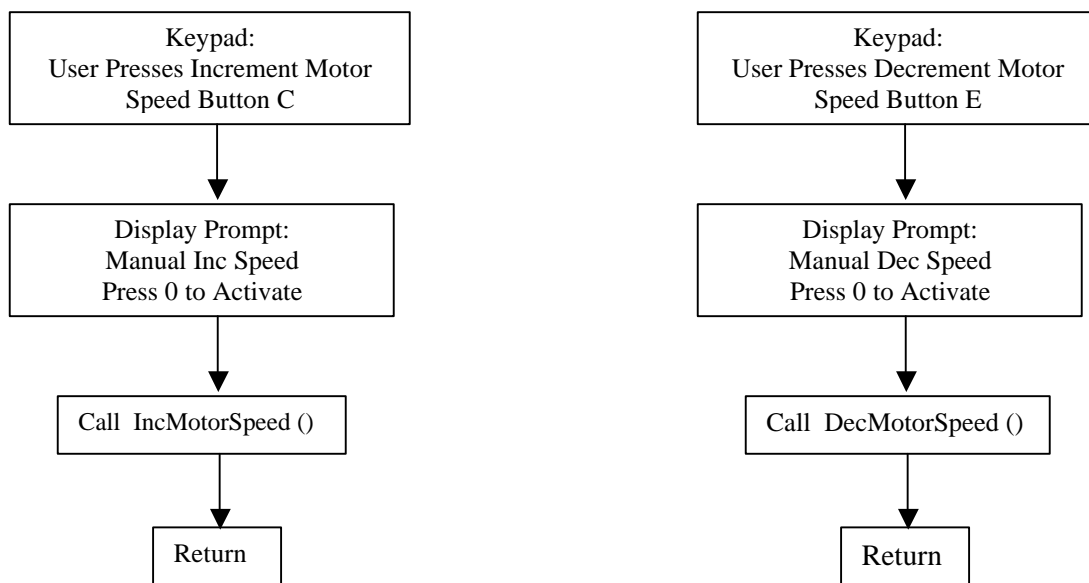 Keypad:
User Presses Increment Motor
Speed Button C
Display Prompt:
Manual Inc Speed
Press 0 to Activate
Call IncMotorSpeed ()
Return
Keypad:
User Presses Decrement Motor
Speed Button E
Display Prompt:
Manual Dec Speed
Press 0 to Activate
Call DecMotorSpeed ()
Return